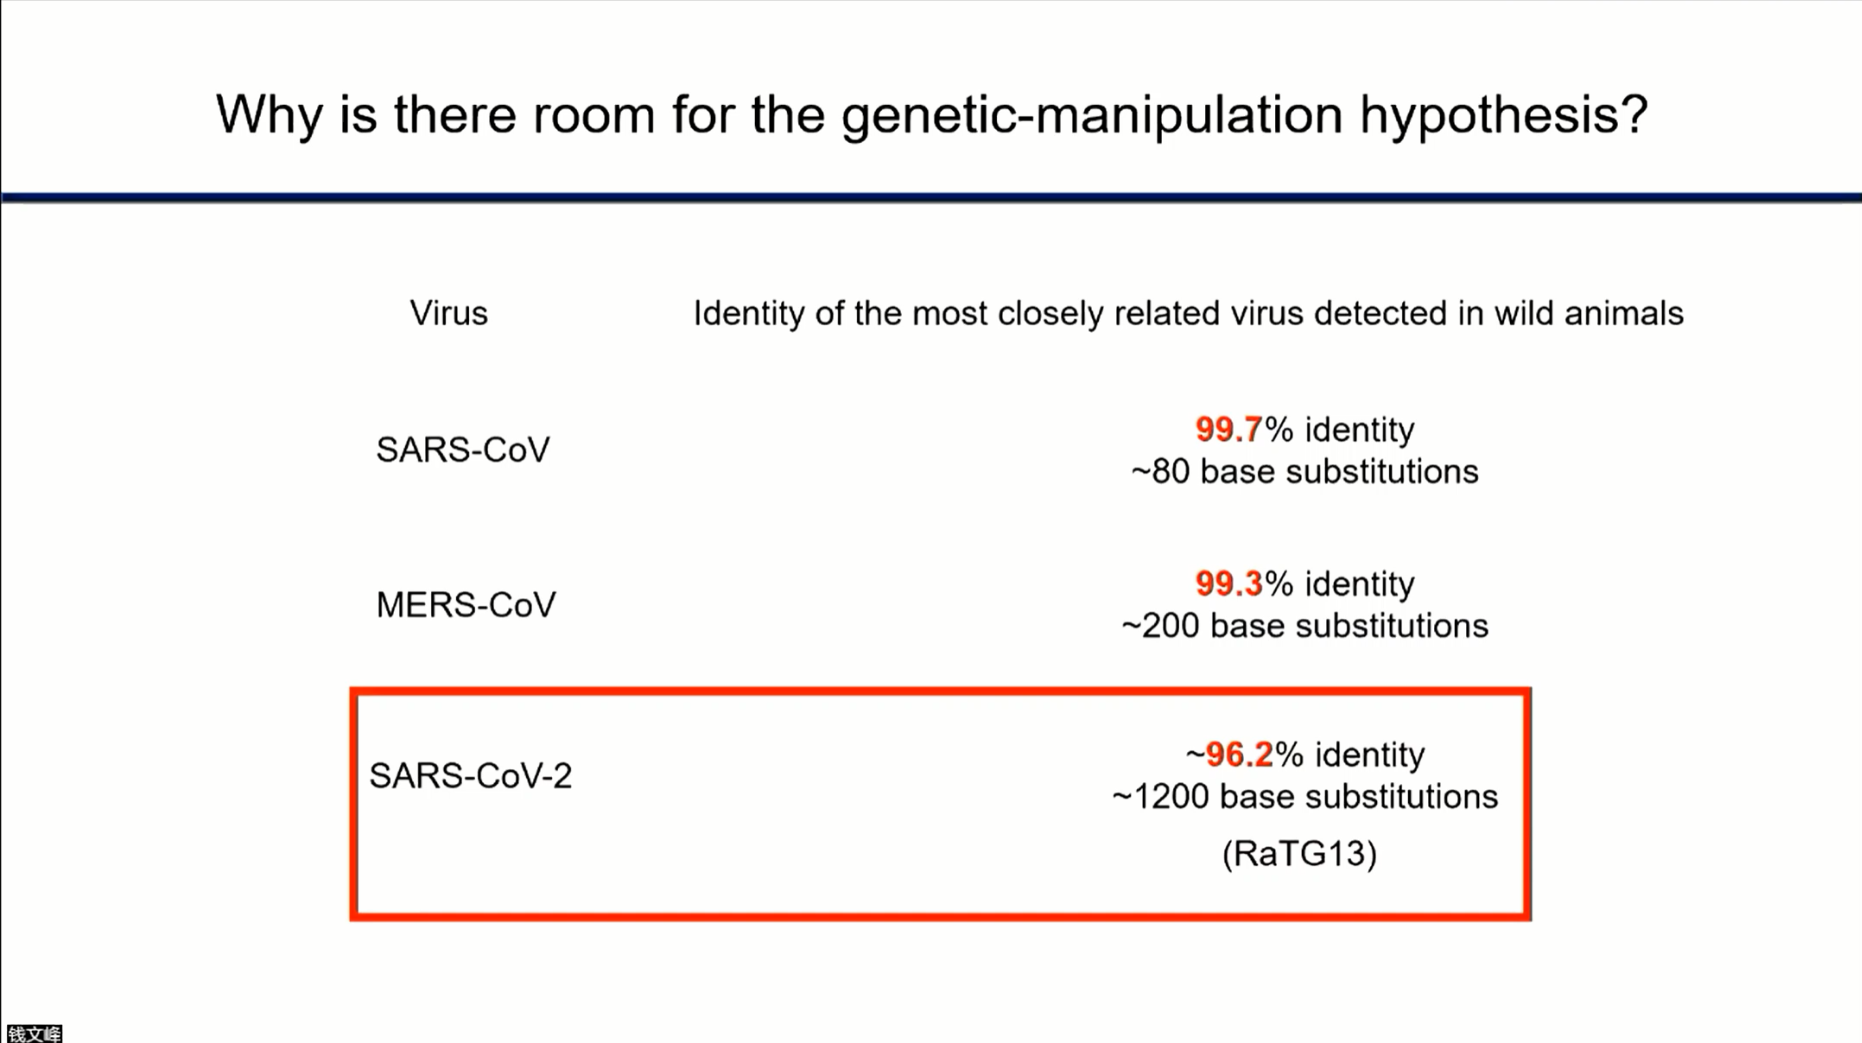 Why is there room for the genetic-manipulation hypothesis?
Virus
Identity of the most closely related virus detected in wild animals
SARS-CoV
99.7% identity
~80 base substitutions
MERS-CoV
99.3% identity
~200 base substitutions
SARS-CoV-2
~96.2% identity
~1200 base substitutions
(RaTG13)
钱文峰